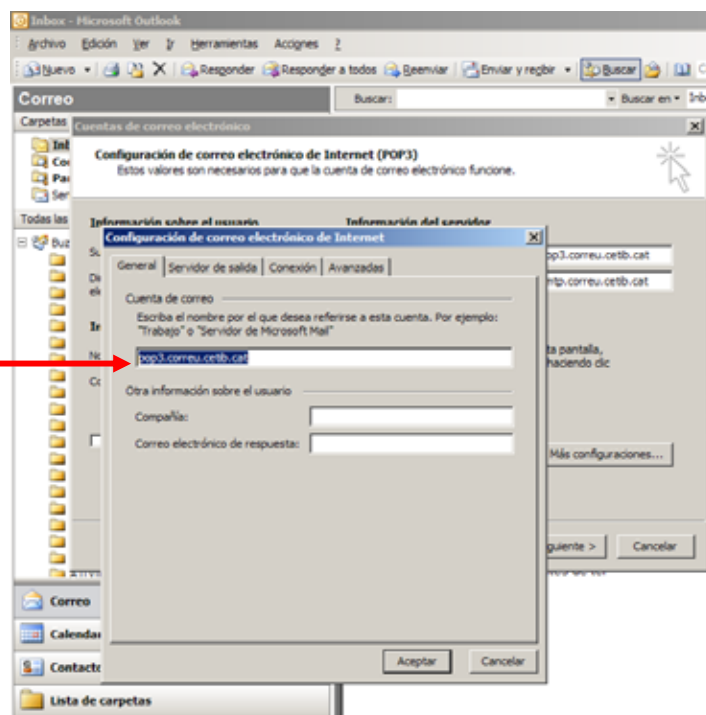 Inbox - Microsoft Outlook
Archivo Edición Ver Ir Herramientas Acciones ?
Nuevo Responder Responder a todos Reenviar Enviar y recibir Buscar
Correo Buscar: Buscar en Inb
Carpetas
Cuentas de correo electrónico
Configuración de correo electrónico de Internet (POP3)
Estos valores son necesarios para que la cuenta de correo electrónico funcione.
Todas las
Información sobre el usuario Información del servidor
Buz
Configuración de correo electrónico de Internet
op3.correu.cetib.cat
mtp.correu.cetib.cat
General Servidor de salida Conexión Avanzadas
Cuenta de correo
Escriba el nombre por el que desea referirse a esta cuenta. Por ejemplo:
"Trabajo" o "Servidor de Microsoft Mail"
pop3.correu.cetib.cat
ta pantalla,
haciendo clic
Otra información sobre el usuario
Compañía:
Correo electrónico de respuesta:
Más configuraciones...
guiente > Cancelar
Correo
Calendar
Contacto
Aceptar Cancelar
Lista de carpetas